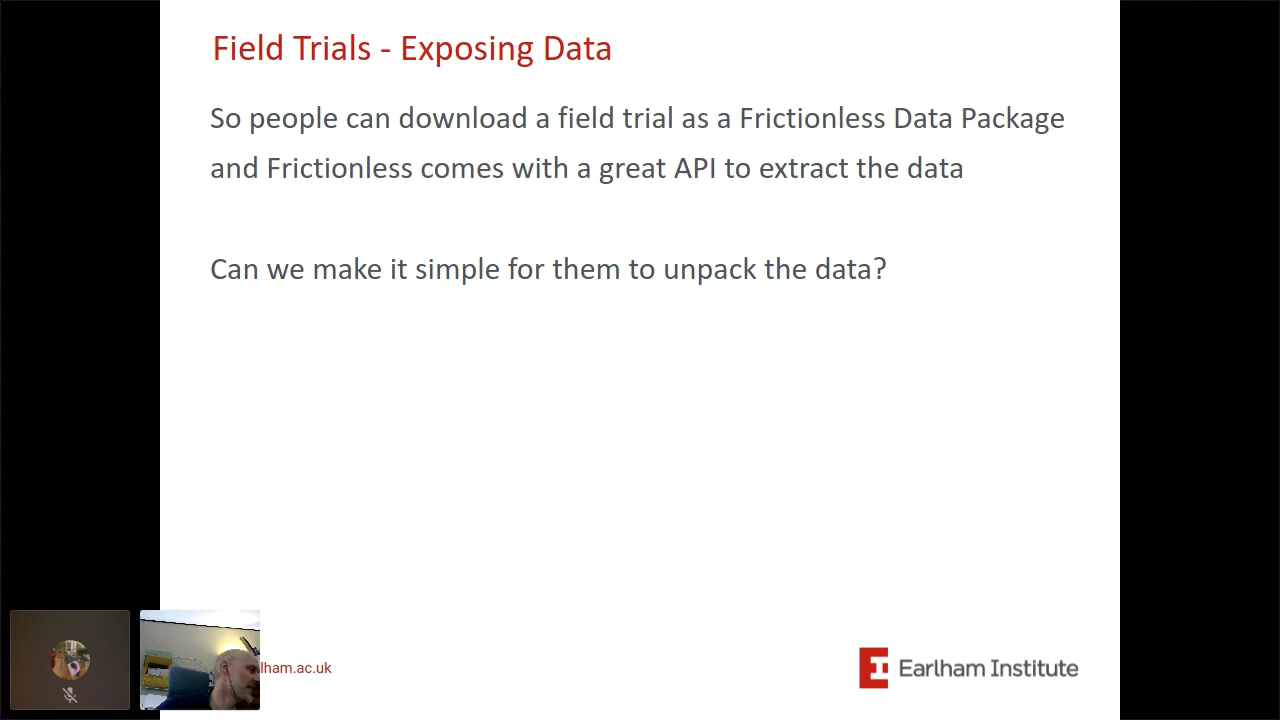 Field Trials - Exposing Data
So people can download a field trial as a Frictionless Data Package
and Frictionless comes with a great API to extract the data
Can we make it simple for them to unpack the data?
lham.ac.uk
Earlham Institute